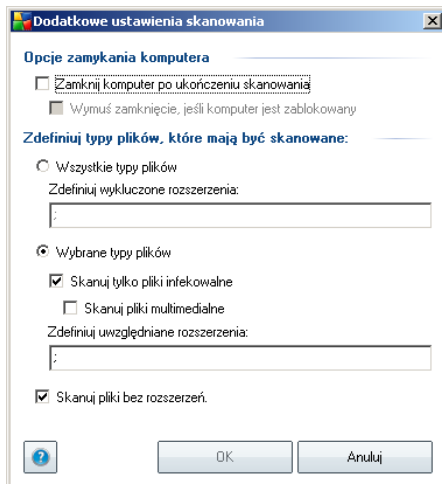 Dodatkowe ustawienia skanowania
Opcje zamykania komputera
Zamknij komputer po ukończeniu skanowania
Wymuś zamknięcie, jeśli komputer jest zablokowany
Zdefiniuj typy plików, które mają być skanowane:
Wszystkie typy plików
Zdefiniuj wykluczone rozszerzenia:
;
Wybrane typy plików
Skanuj tylko pliki infekowalne
Skanuj pliki multimedialne
Zdefiniuj uwzględniane rozszerzenia:
;
Skanuj pliki bez rozszerzeń.
? OK Anuluj